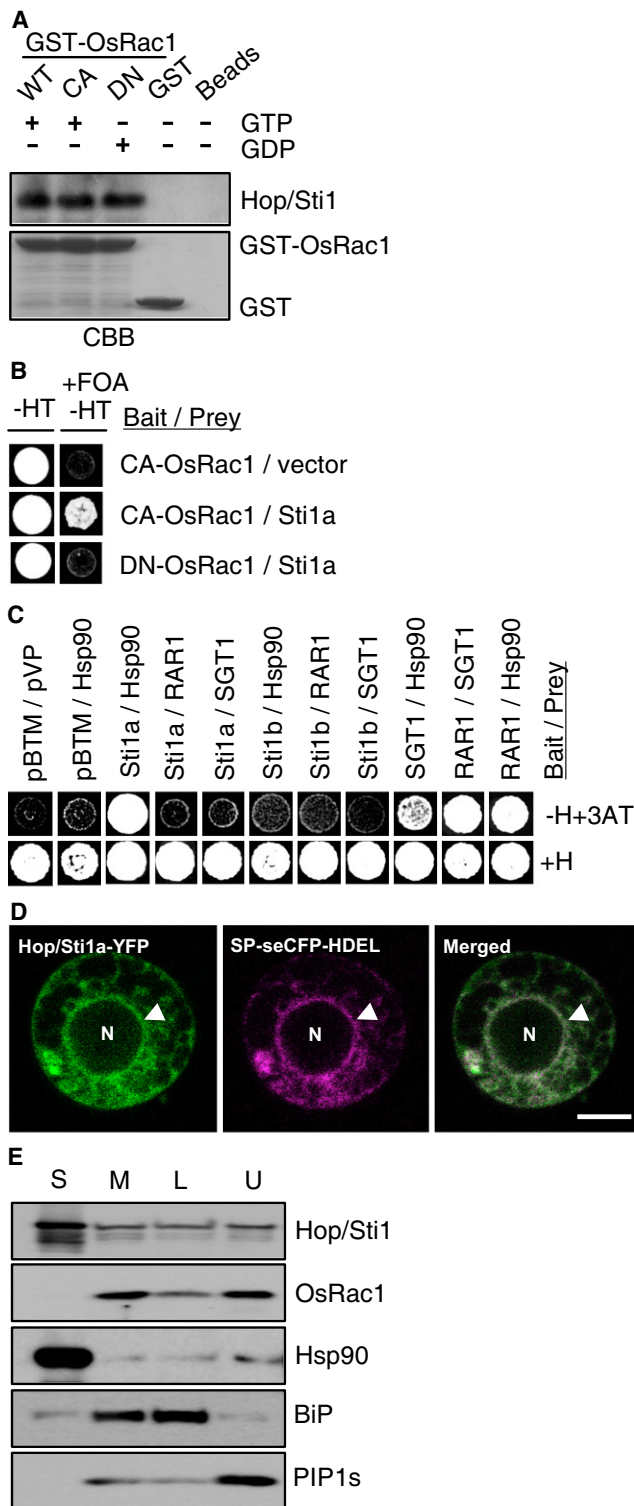 A
GST-OsRac1
WT CA DN GST Beads
+ + - - - GTP
- - + - - GDP
Hop/Sti1
GST-OsRac1
GST
CBB
B
+FOA
-HT -HT Bait / Prey
CA-OsRac1 / vector
CA-OsRac1 / Sti1a
DN-OsRac1 / Sti1a
C
pBTM / pVP
pBTM / Hsp90
Sti1a / Hsp90
Sti1a / RAR1
Sti1a / SGT1
Sti1b / Hsp90
Sti1b / RAR1
Sti1b / SGT1
SGT1 / Hsp90
RAR1 / SGT1
RAR1 / Hsp90
Bait / Prey
-H+3AT
+H
D
Hop/Sti1a-YFP SP-seCFP-HDEL Merged
N N N
E
S M L U
Hop/Sti1
OsRac1
Hsp90
BiP
PIP1s